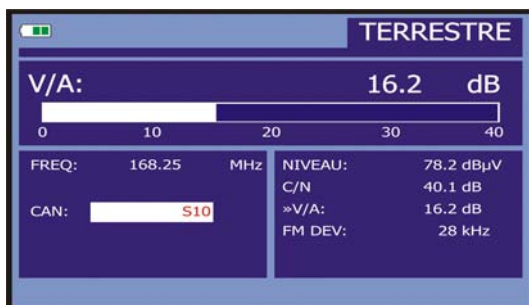 TERRESTRE
V/A: 16.2 dB
0 10 20 30 40
FREQ: 168.25 MHz
CAN: S10
NIVEAU: 78.2 dBµV
C/N 40.1 dB
»V/A: 16.2 dB
FM DEV: 28 kHz